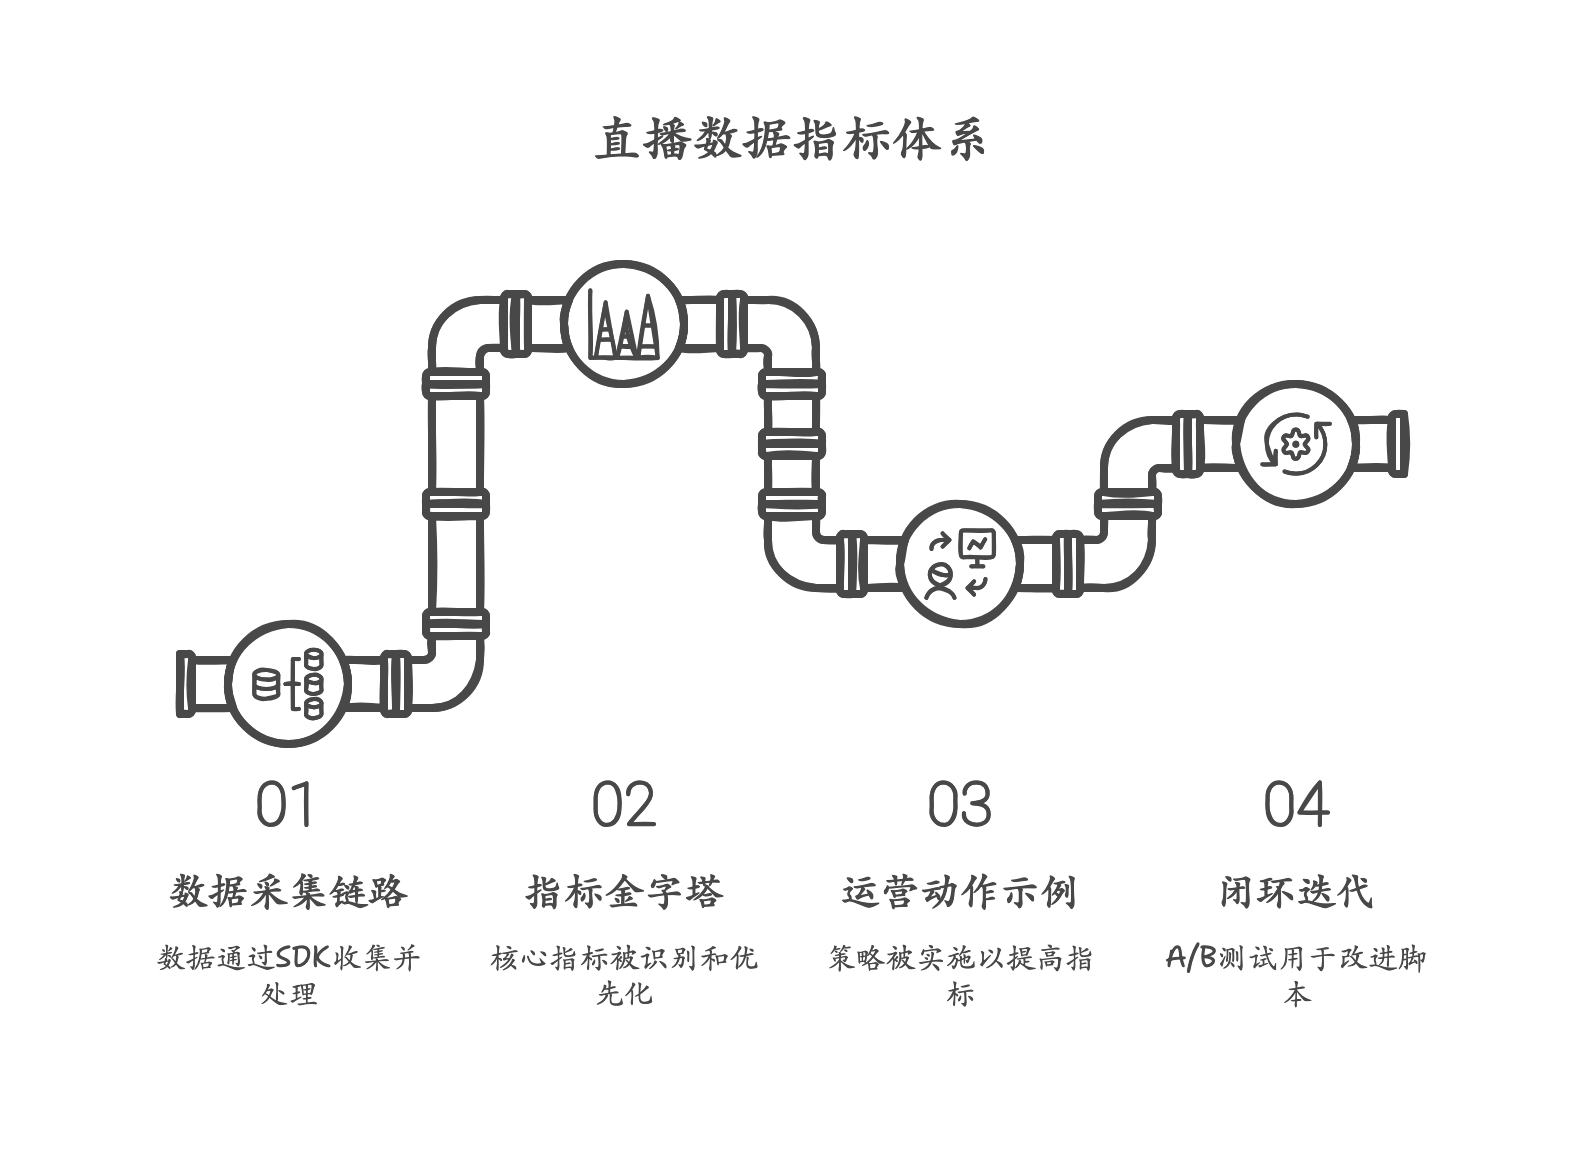 直播数据指标体系
01
02
03
04
数据采集链路
指标金字塔
运营动作示例
闭环迭代
数据通过SDK收集并
处理
核心指标被识别和优
先化
策略被实施以提高指
标
A/B测试用于改进脚
本